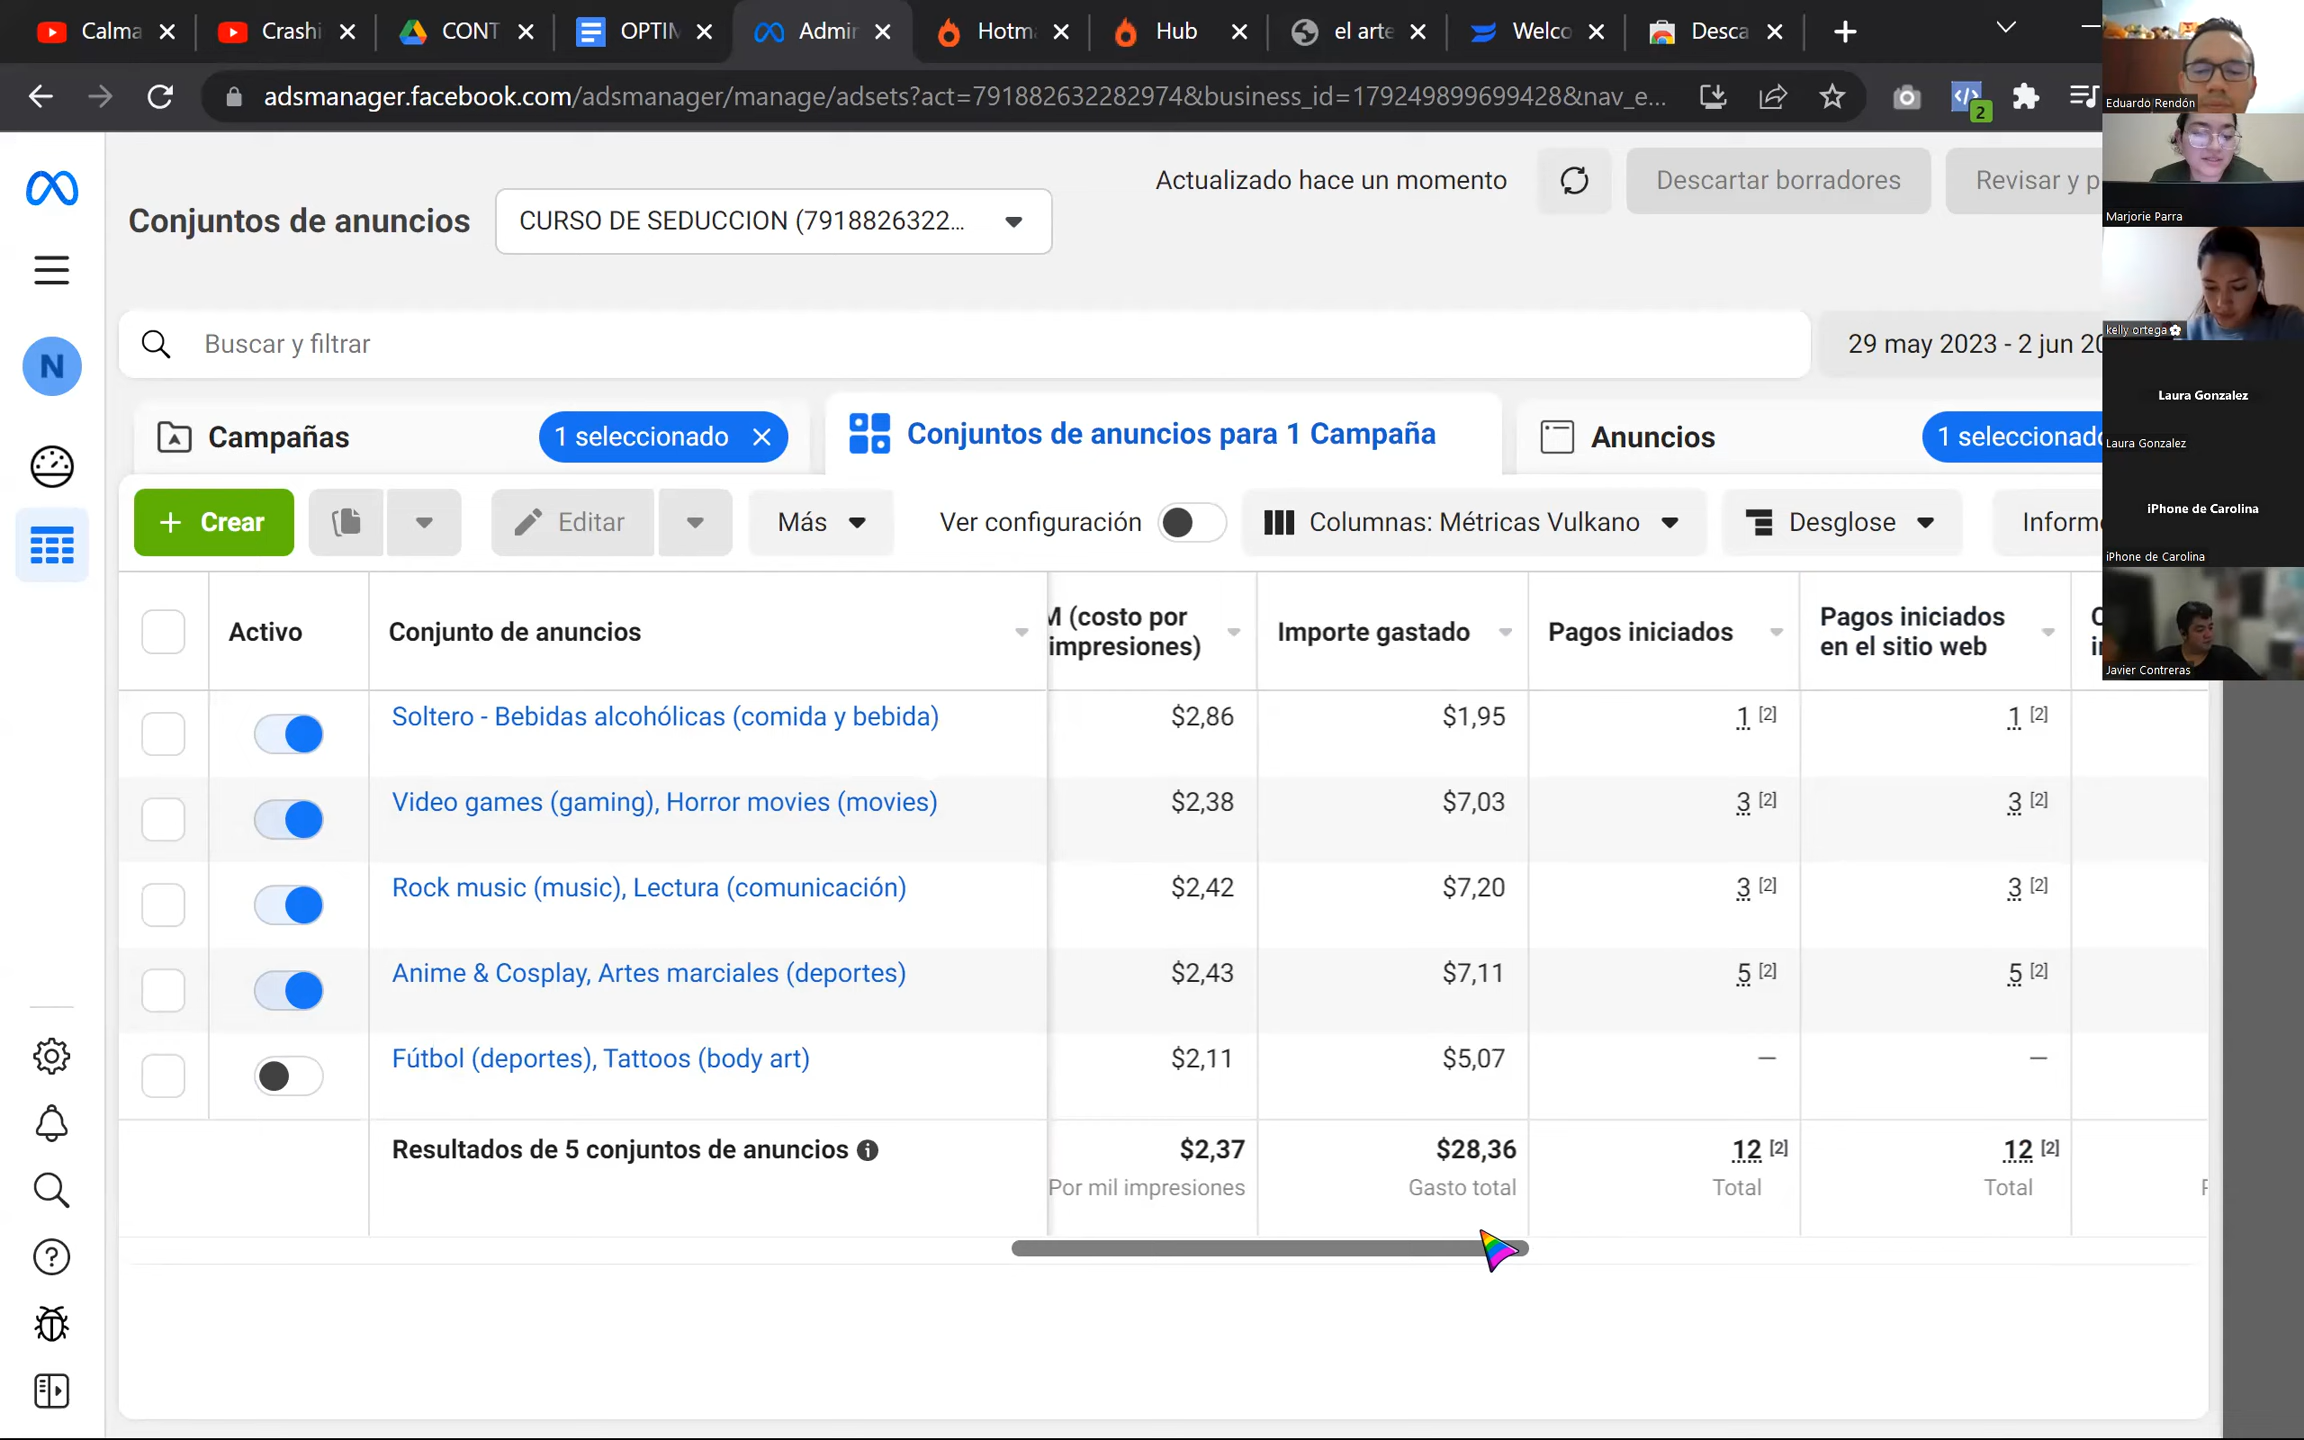 Calma
Crashi
CONT
OPTIM
Admin
Hotma
Hub
el arte
Welco
Desca
adsmanager.facebook.com/adsmanager/manage/adsets?act=791882632282974&business_id=179249899699428&nav_e...
2
Conjuntos de anuncios
CURSO DE SEDUCCION (7918826322...
Actualizado hace un momento
Descartar borradores
Revisar y p
N
Buscar y filtrar
29 may 2023 - 2 jun 20
Campañas
1 seleccionado
Conjuntos de anuncios para 1 Campaña
Anuncios
1 seleccionado
+ Crear
Editar
Más
Ver configuración
Columnas: Métricas Vulkano
Desglose
Inform
Activo
Conjunto de anuncios
M (costo por
impresiones)
Importe gastado
Pagos iniciados
Pagos iniciados
en el sitio web
Soltero - Bebidas alcohólicas (comida y bebida) $2,86 $1,95 1 [2] 1 [2]
Video games (gaming), Horror movies (movies) $2,38 $7,03 3 [2] 3 [2]
Rock music (music), Lectura (comunicación) $2,42 $7,20 3 [2] 3 [2]
Anime & Cosplay, Artes marciales (deportes) $2,43 $7,11 5 [2] 5 [2]
Fútbol (deportes), Tattoos (body art) $2,11 $5,07 — —
Resultados de 5 conjuntos de anuncios $2,37 $28,36 12 [2] 12 [2]
Por mil impresiones Gasto total Total Total
Eduardo Rendón
Marjorie Parra
kelly ortega
Laura Gonzalez
Laura Gonzalez
iPhone de Carolina
iPhone de Carolina
Javier Contreras